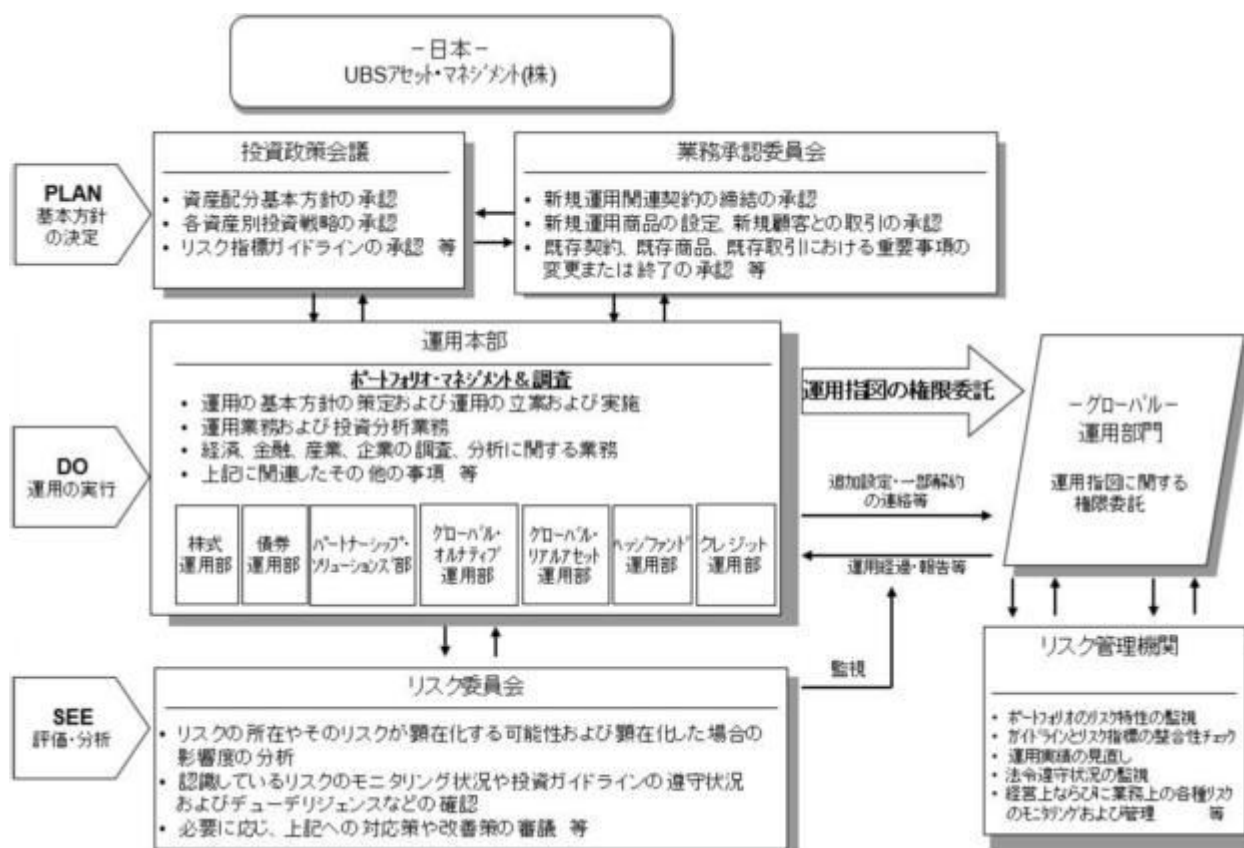 －日本－
UBSアセット・マネジメント(株)
PLAN
基本方針
の決定
投資政策会議
・ 資産配分基本方針の承認
・ 各資産別投資戦略の承認
・ リスク指標ガイドラインの承認 等
業務承認委員会
・ 新規運用関連契約の締結の承認
・ 新規運用商品の設定、新規顧客との取引の承認
・ 既存契約、既存商品、既存取引における重要事項の
変更または終了の承認 等
DO
運用の実行
運用本部
ポートフォリオ・マネジメント＆調査
・ 運用の基本方針の策定および運用の立案および実施
・ 運用業務および投資分析業務
・ 経済、金融、産業、企業の調査、分析に関する業務
・ 上記に関連したその他の事項 等
株式
運用部
債券
運用部
パートナーシップ・
ソリューションズ部
グローバル・
オルナティブ
運用部
グローバル・
リアルアセット
運用部
ヘッジファンド
運用部
クレジット
運用部
運用指図の権限委託
追加設定・一部解約
の連絡等
運用経過・報告等
－グローバル－
運用部門
運用指図に関する
権限委託
SEE
評価・分析
リスク委員会
・ リスクの所在やそのリスクが顕在化する可能性および顕在化した場合の
影響度の分析
・ 認識しているリスクのモニタリング状況や投資ガイドラインの遵守状況
およびデューデリジェンスなどの確認
・ 必要に応じ、上記への対応策や改善策の審議 等
監視
リスク管理機関
・ ポートフォリオのリスク特性の監視
・ ガイドラインとリスク指標の整合性チェック
・ 運用実績の見直し
・ 法令遵守状況の監視
・ 経営上ならびに業務上の各種リスク
のモニタリングおよび管理 等